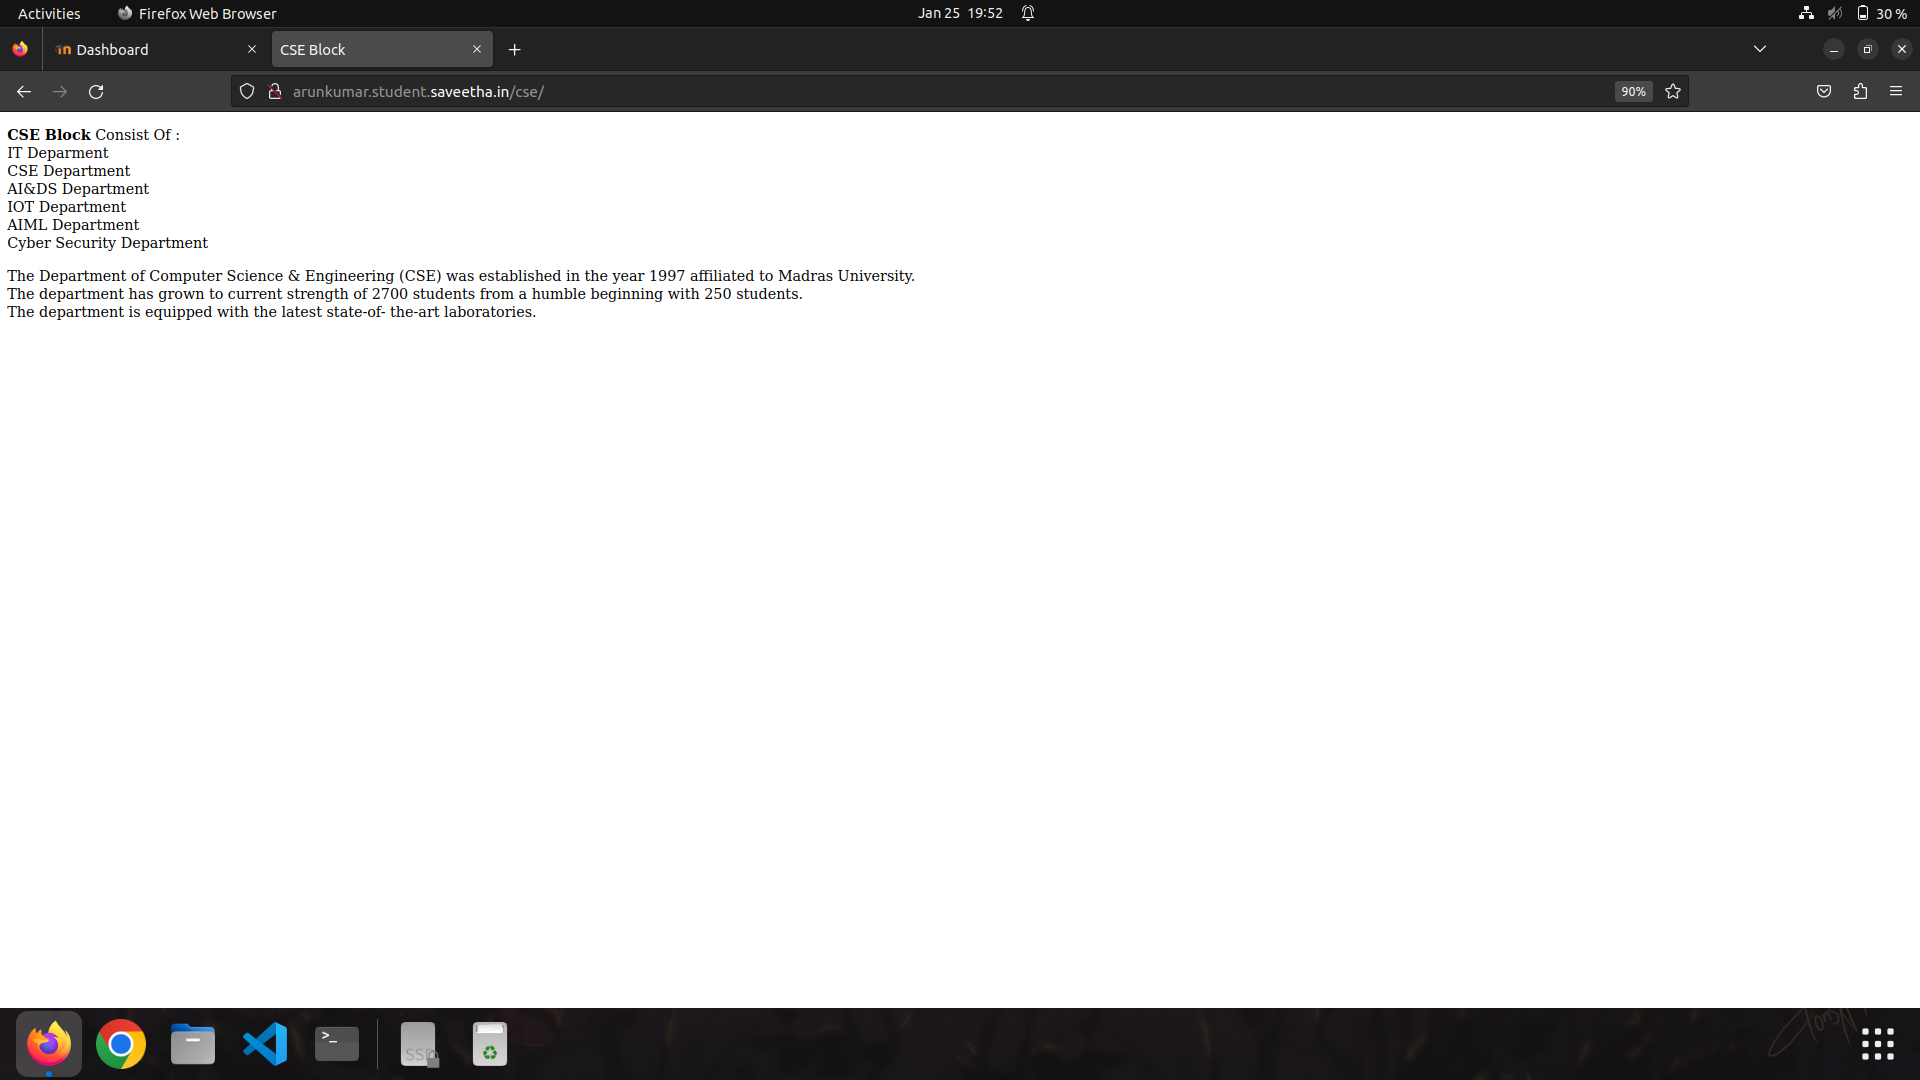 Activities Firefox Web Browser Jan 25 19:52 30 %
Dashboard CSE Block
arunkumar.student.saveetha.in/cse/ 90%
CSE Block Consist Of :
IT Deparment
CSE Department
AI&DS Department
IOT Department
AIML Department
Cyber Security Department
The Department of Computer Science & Engineering (CSE) was established in the year 1997 affiliated to Madras University.
The department has grown to current strength of 2700 students from a humble beginning with 250 students.
The department is equipped with the latest state-of- the-art laboratories.
>_ SSD